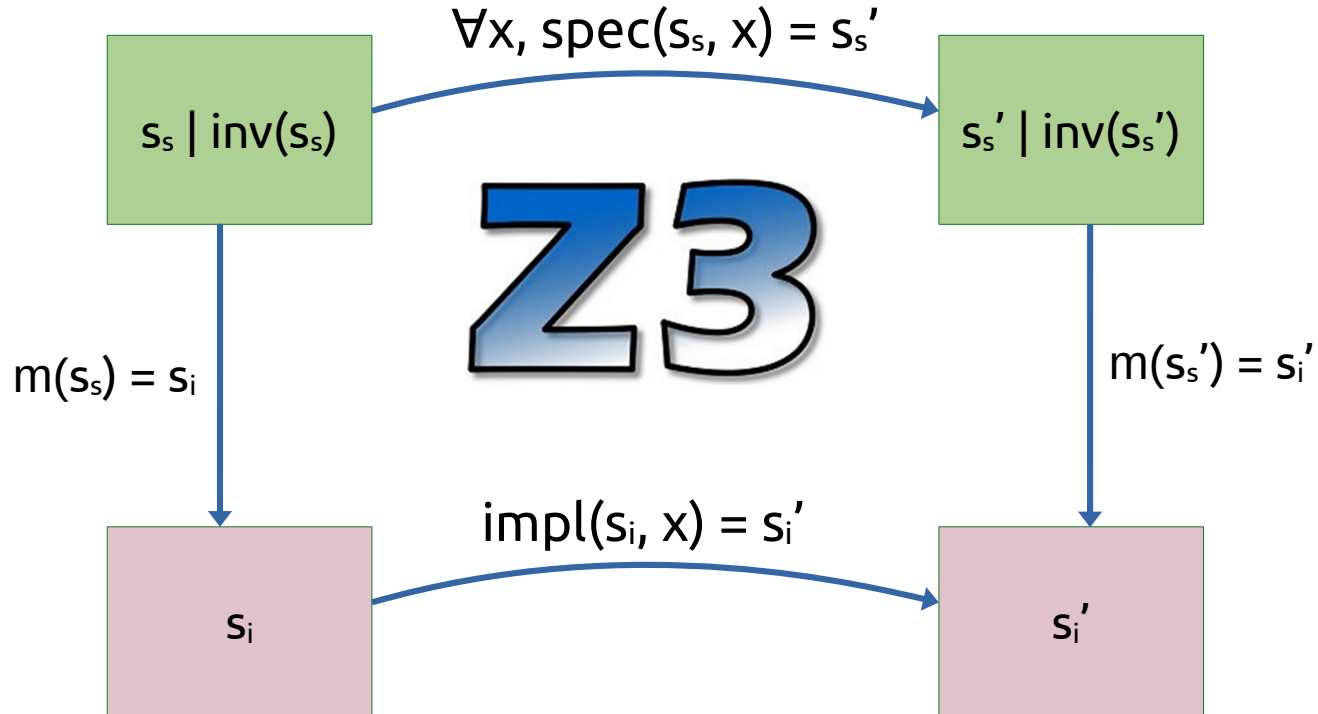 ∀x, spec(sₛ, x) = sₛ’
sₛ | inv(sₛ)
sₛ’ | inv(sₛ’)
Z3
m(sₛ) = sᵢ
m(sₛ’) = sᵢ’
impl(sᵢ, x) = sᵢ’
sᵢ
sᵢ’